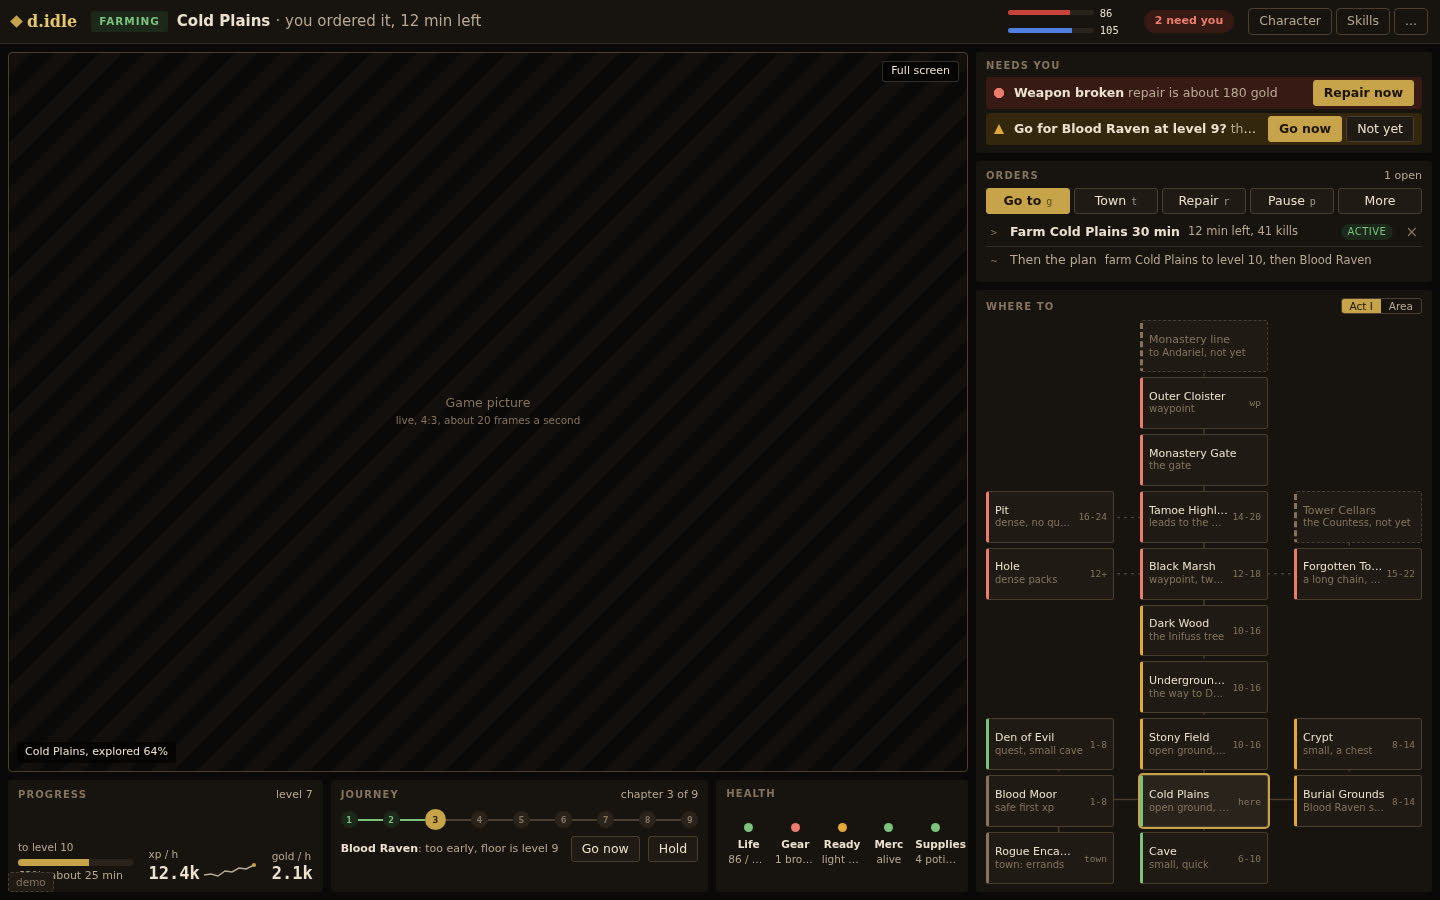 d.idle FARMING Cold Plains · you ordered it, 12 min left 86 105 2 need you Character Skills ...
Full screen
Game picture
live, 4:3, about 20 frames a second
Cold Plains, explored 64%
NEEDS YOU
Weapon broken repair is about 180 gold Repair now
Go for Blood Raven at level 9? th... Go now Not yet
ORDERS 1 open
Go to g Town t Repair r Pause p More
> Farm Cold Plains 30 min 12 min left, 41 kills ACTIVE ×
~ Then the plan farm Cold Plains to level 10, then Blood Raven
WHERE TO Act I Area
Monastery line
to Andariel, not yet
Outer Cloister
waypoint wp
Monastery Gate
the gate
Pit
dense, no qu... 16-24
Tamoe Highl...
leads to the ... 14-20
Tower Cellars
the Countess, not yet
Hole
dense packs 12+
Black Marsh
waypoint, tw... 12-18
Forgotten To...
a long chain, ... 15-22
Dark Wood
the Inifuss tree 10-16
Undergroun...
the way to D... 10-16
Den of Evil
quest, small cave 1-8
Stony Field
open ground,... 10-16
Crypt
small, a chest 8-14
Blood Moor
safe first xp 1-8
Cold Plains
open ground, ... here
Burial Grounds
Blood Raven s... 8-14
Rogue Enca...
town: errands town
Cave
small, quick 6-10
PROGRESS level 7
to level 10
about 25 min
xp / h
12.4k
gold / h
2.1k
demo
JOURNEY chapter 3 of 9
1 2 3 4 5 6 7 8 9
Blood Raven: too early, floor is level 9 Go now Hold
HEALTH
Life Gear Ready Merc Supplies
86 / ... 1 bro... light ... alive 4 poti...